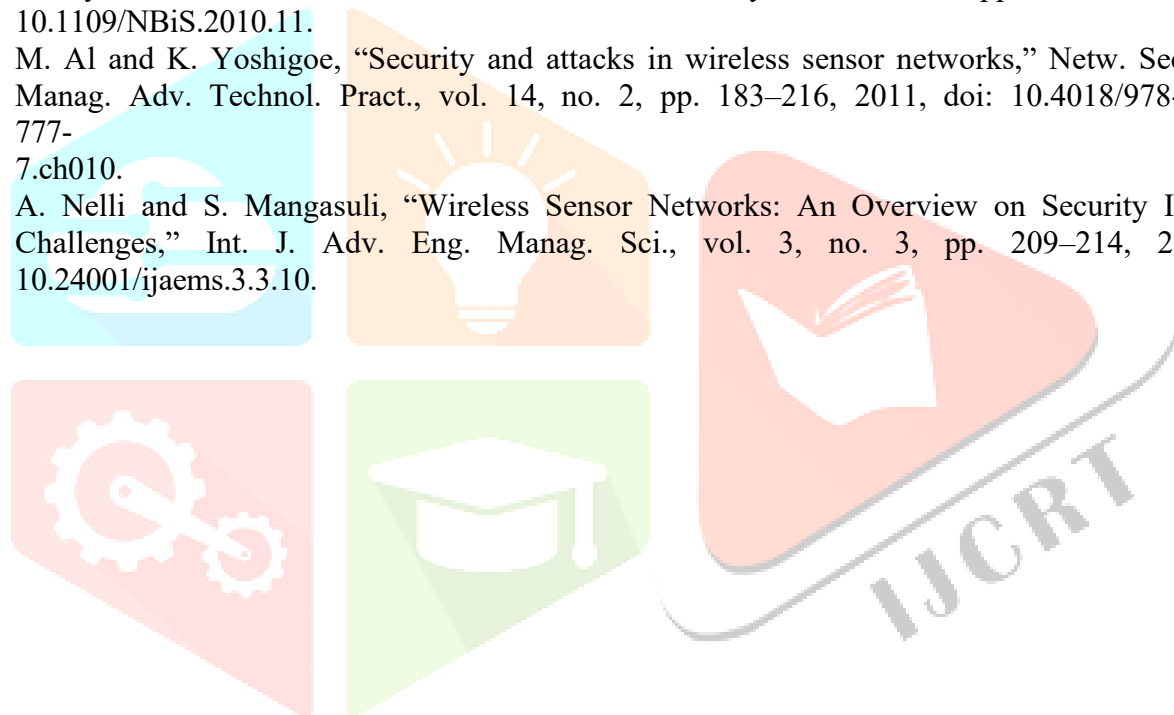 10.1109/NBiS.2010.11.
M. Al and K. Yoshigoe, “Security and attacks in wireless sensor networks,” Netw.
Manag. Adv. Technol. Pract., vol. 14, no. 2, pp. 183–216, 2011, doi: 10.4018/978-
777-
7.ch010.
A. Nelli and S. Mangasuli, “Wireless Sensor Networks: An Overview on Security
Challenges,” Int. J. Adv. Eng. Manag. Sci., vol. 3, no. 3, pp. 209–214,
10.24001/ijaems.3.3.10.
IJCRT